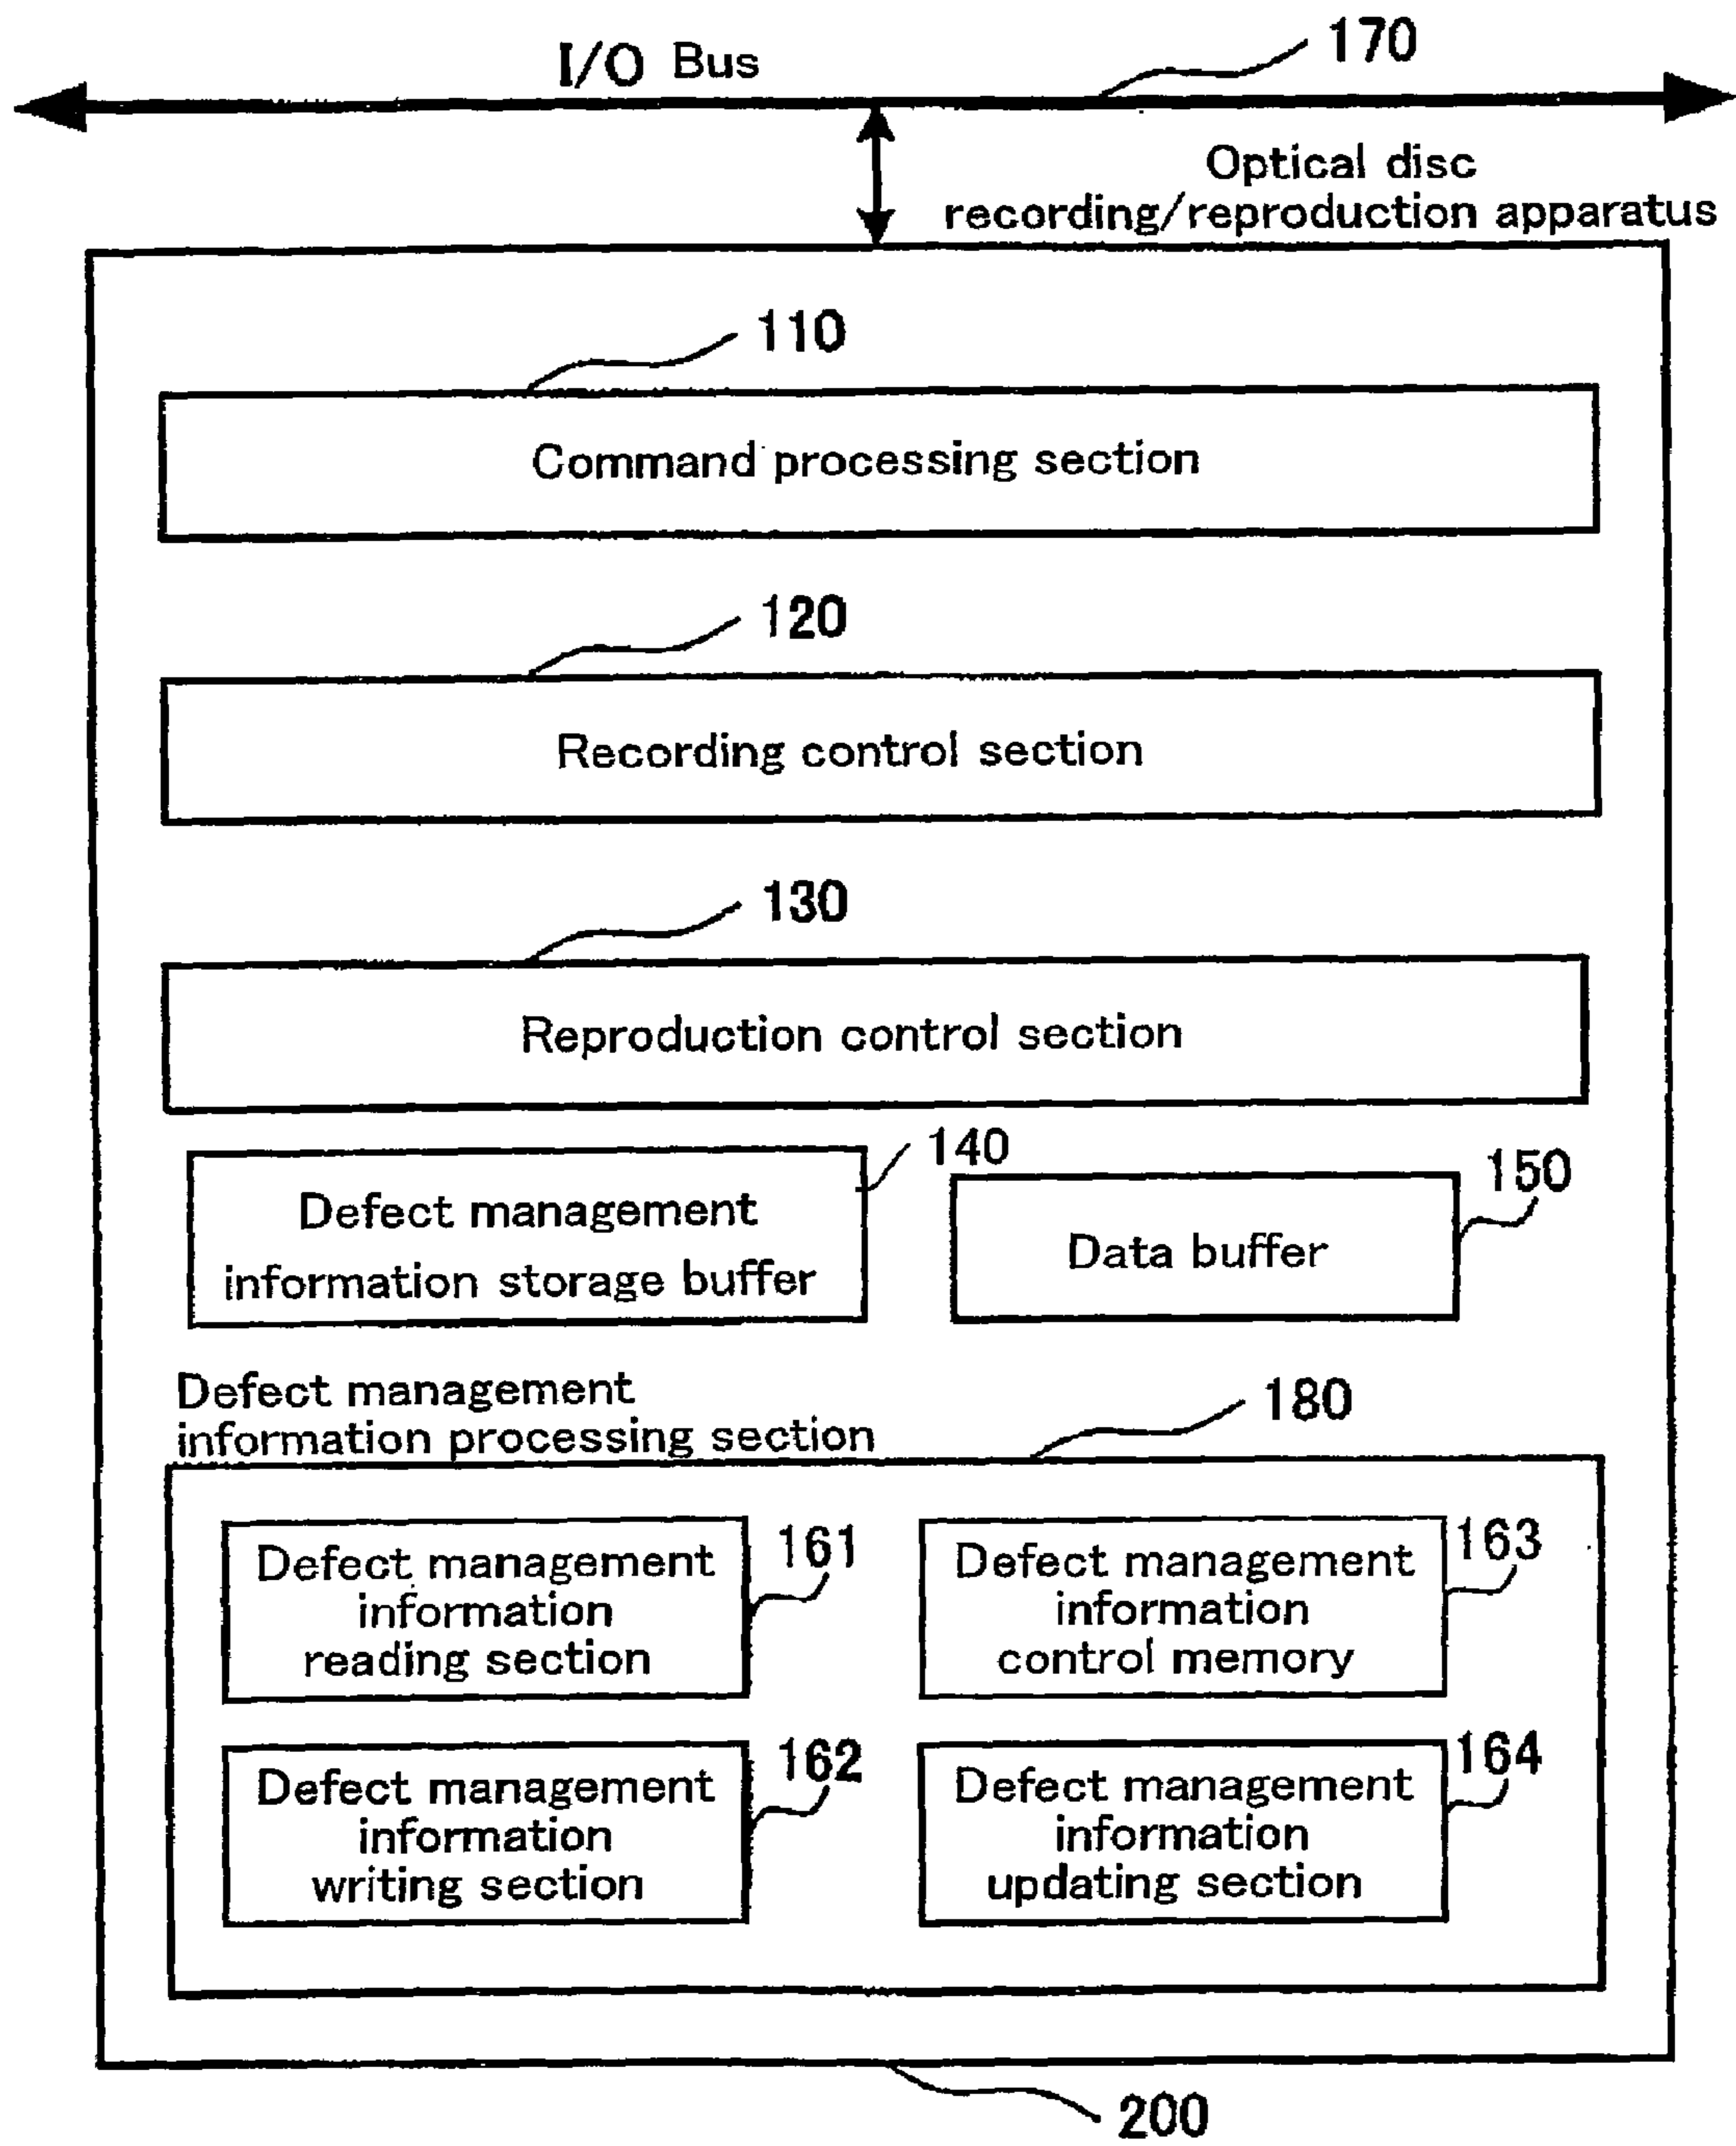 I/O Bus
170
Optical disc
recording/reproduction apparatus
110
Command processing section
120
Recording control section
130
Reproduction control section
140
Defect management
information storage buffer
150
Data buffer
Defect management
information processing section
180
Defect management
information
reading section
161
Defect management
information
control memory
163
Defect management
information
writing section
162
Defect management
information
updating section
164
200